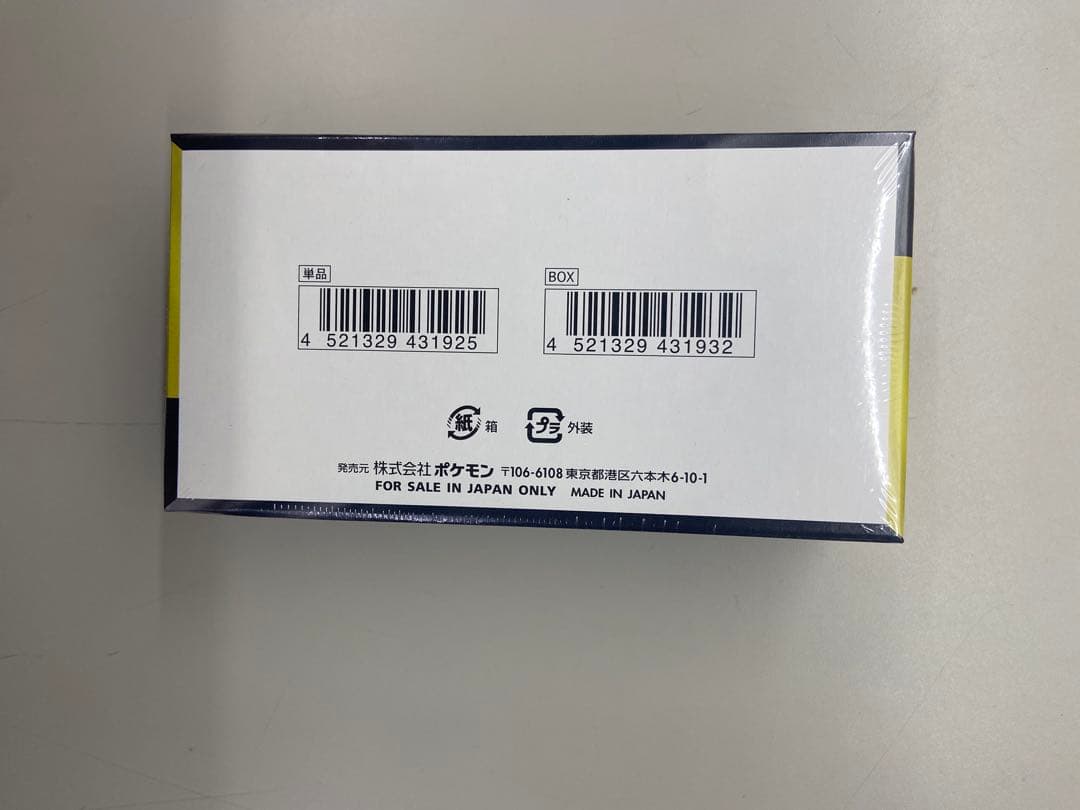 単品
BOX
4 521329 431925
4 521329 431932
紙 箱
プラ 外装
発売元 株式会社 ポケモン 〒106-6108 東京都港区六本木6-10-1
FOR SALE IN JAPAN ONLY MADE IN JAPAN